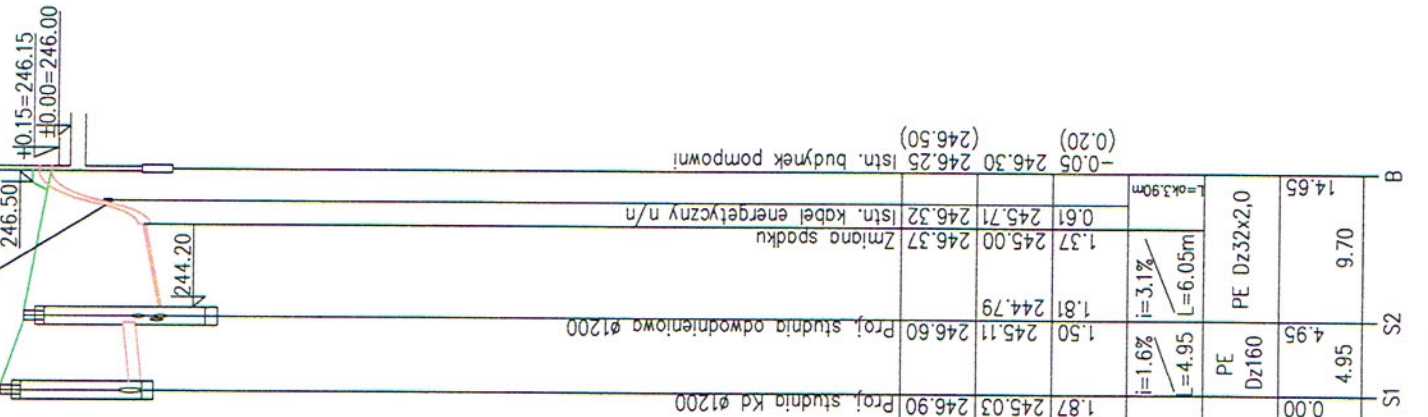 +0.15=246.15
±0.00=246.00
246.50
244.20
Istn. budynek pompowni
246.25
(246.50)
246.30
-0.05
(0.20)
Istn. kabel energetyczny n/n
246.32
245.71
0.61
Zmiana spadku
246.37
245.00
1.37
244.79
1.81
Proj. studnia odwodnieniowa ø1200
246.60
245.11
1.50
Proj. studnia Kd ø1200
246.90
245.03
1.87
L=ok3.90m
i=3.1%
L=6.05m
i=1.6%
L=4.95
PE Dz32x2,0
PE
Dz160
14.65
9.70
4.95
4.95
0.00
B
S2
S1